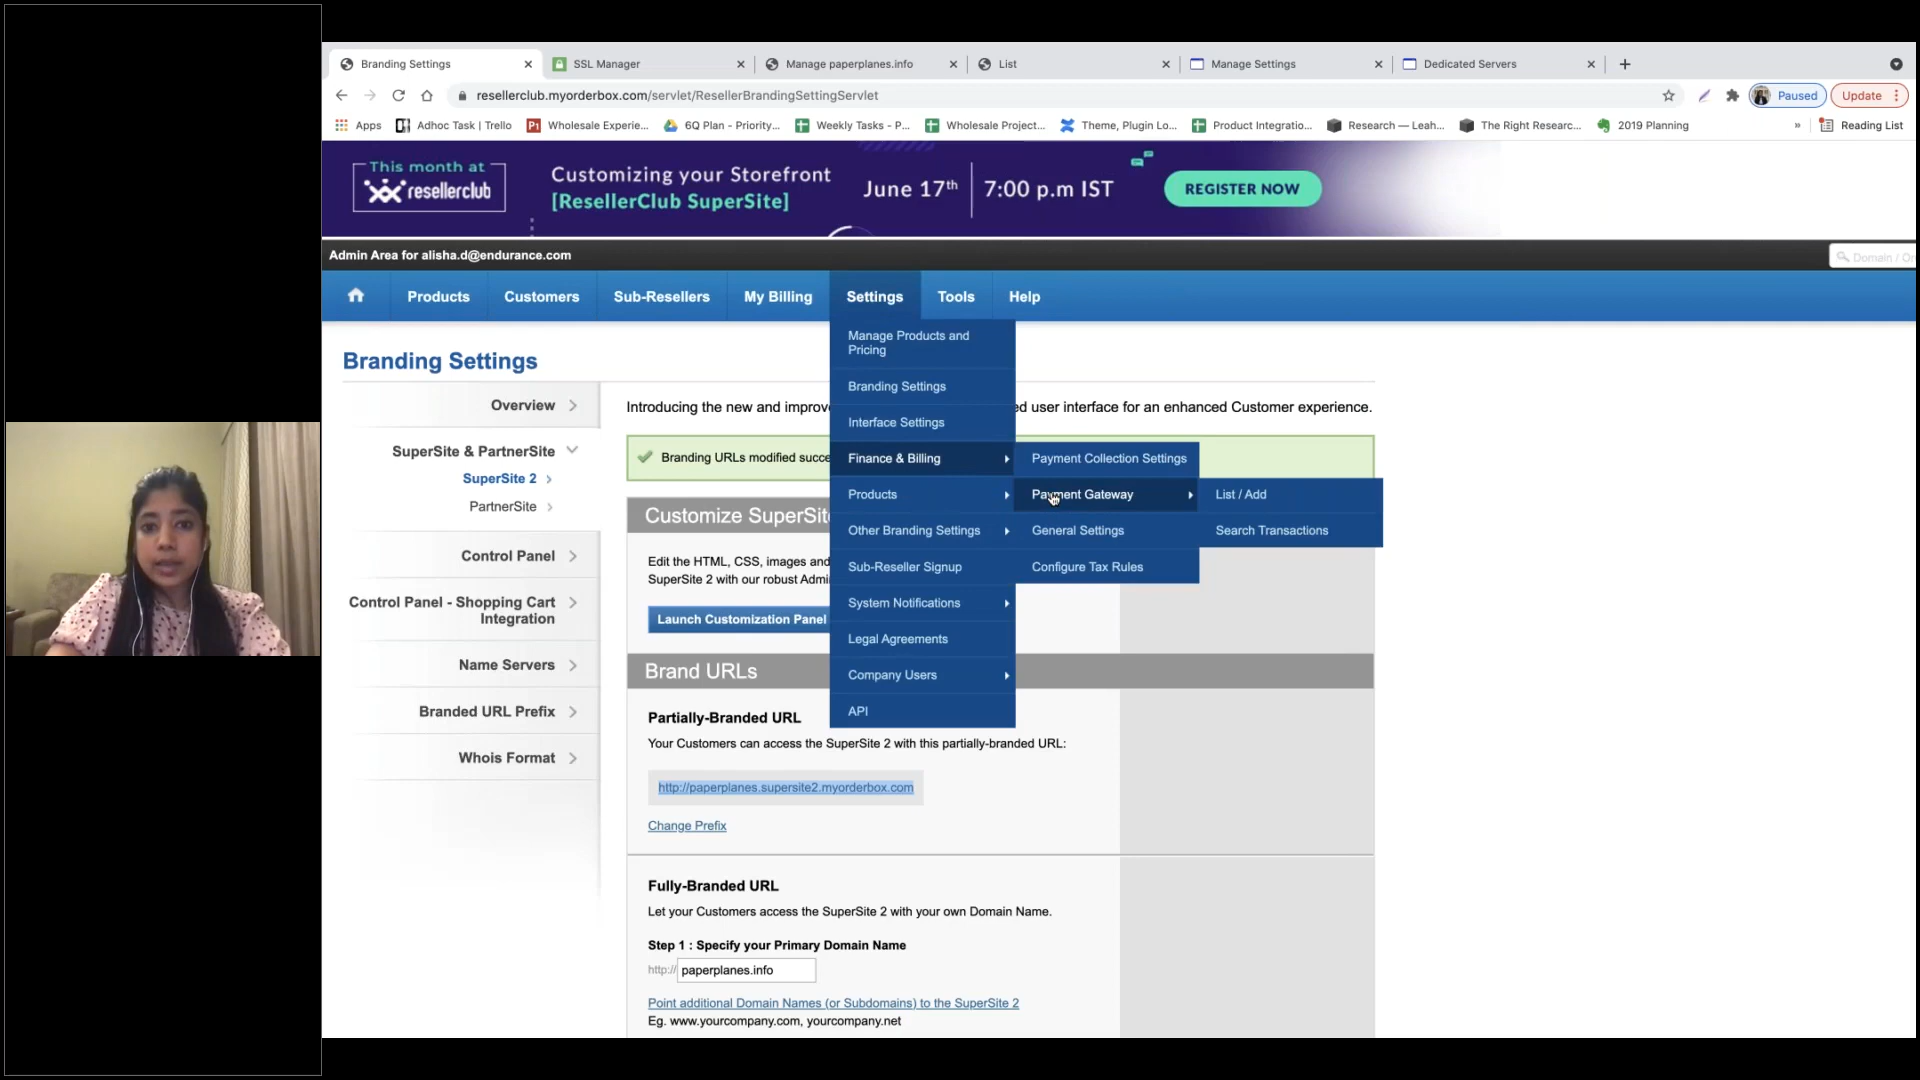 Branding Settings
SSL Manager
Manage paperplanes.info
List
Manage Settings
Dedicated Servers
resellerclub.myorderbox.com/servlet/ResellerBrandingSettingServlet
Paused
Update
Apps
Adhoc Task | Trello
Wholesale Experie...
6Q Plan - Priority...
Weekly Tasks - P...
Wholesale Project...
Theme, Plugin Lo...
Product Integratio...
Research — Leah...
The Right Researc...
2019 Planning
»
Reading List
This month at
resellerclub
Customizing your Storefront
[ResellerClub SuperSite]
June 17th
7:00 p.m IST
REGISTER NOW
Admin Area for alisha.d@endurance.com
Domain / Or
Products
Customers
Sub-Resellers
My Billing
Settings
Tools
Help
Manage Products and
Pricing
Branding Settings
Interface Settings
Finance & Billing
Products
Other Branding Settings
Sub-Reseller Signup
System Notifications
Legal Agreements
Company Users
API
Payment Collection Settings
Payment Gateway
General Settings
Configure Tax Rules
List / Add
Search Transactions
Branding Settings
Overview
SuperSite & PartnerSite
SuperSite 2
PartnerSite
Control Panel
Control Panel - Shopping Cart
Integration
Name Servers
Branded URL Prefix
Whois Format
Introducing the new and improv ed user interface for an enhanced Customer experience.
Branding URLs modified succe
Customize SuperSit
Edit the HTML, CSS, images and
SuperSite 2 with our robust Admi
Launch Customization Panel
Brand URLs
Partially-Branded URL
Your Customers can access the SuperSite 2 with this partially-branded URL:
http://paperplanes.supersite2.myorderbox.com
Change Prefix
Fully-Branded URL
Let your Customers access the SuperSite 2 with your own Domain Name.
Step 1 : Specify your Primary Domain Name
http:// paperplanes.info
Point additional Domain Names (or Subdomains) to the SuperSite 2
Eg. www.yourcompany.com, yourcompany.net